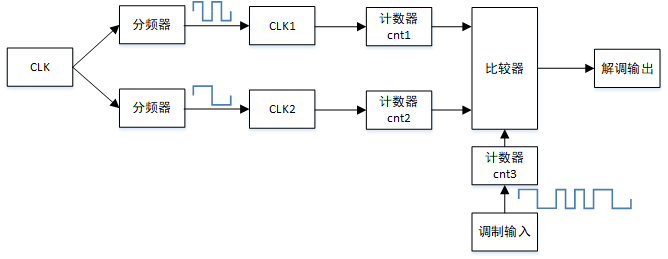 CLK
分频器
CLK1
计数器
cnt1
比较器
解调输出
分频器
CLK2
计数器
cnt2
计数器
cnt3
调制输入